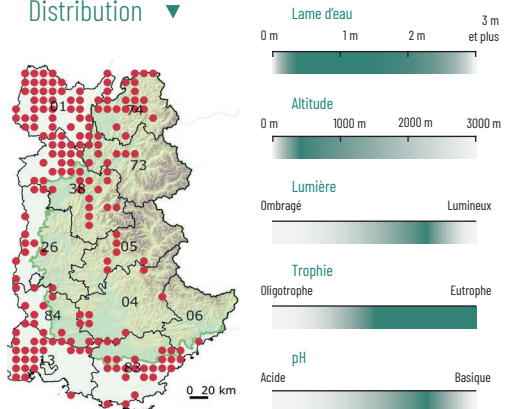 Distribution ▼
01
74
73
38
26
05
04
84
06
13
83
0 20 km
Lame d'eau
0 m 1 m 2 m 3 m et plus
Altitude
0 m 1000 m 2000 m 3000 m
Lumière
Ombragé Lumineux
Trophie
Oligotrophe Eutrophe
pH
Acide Basique